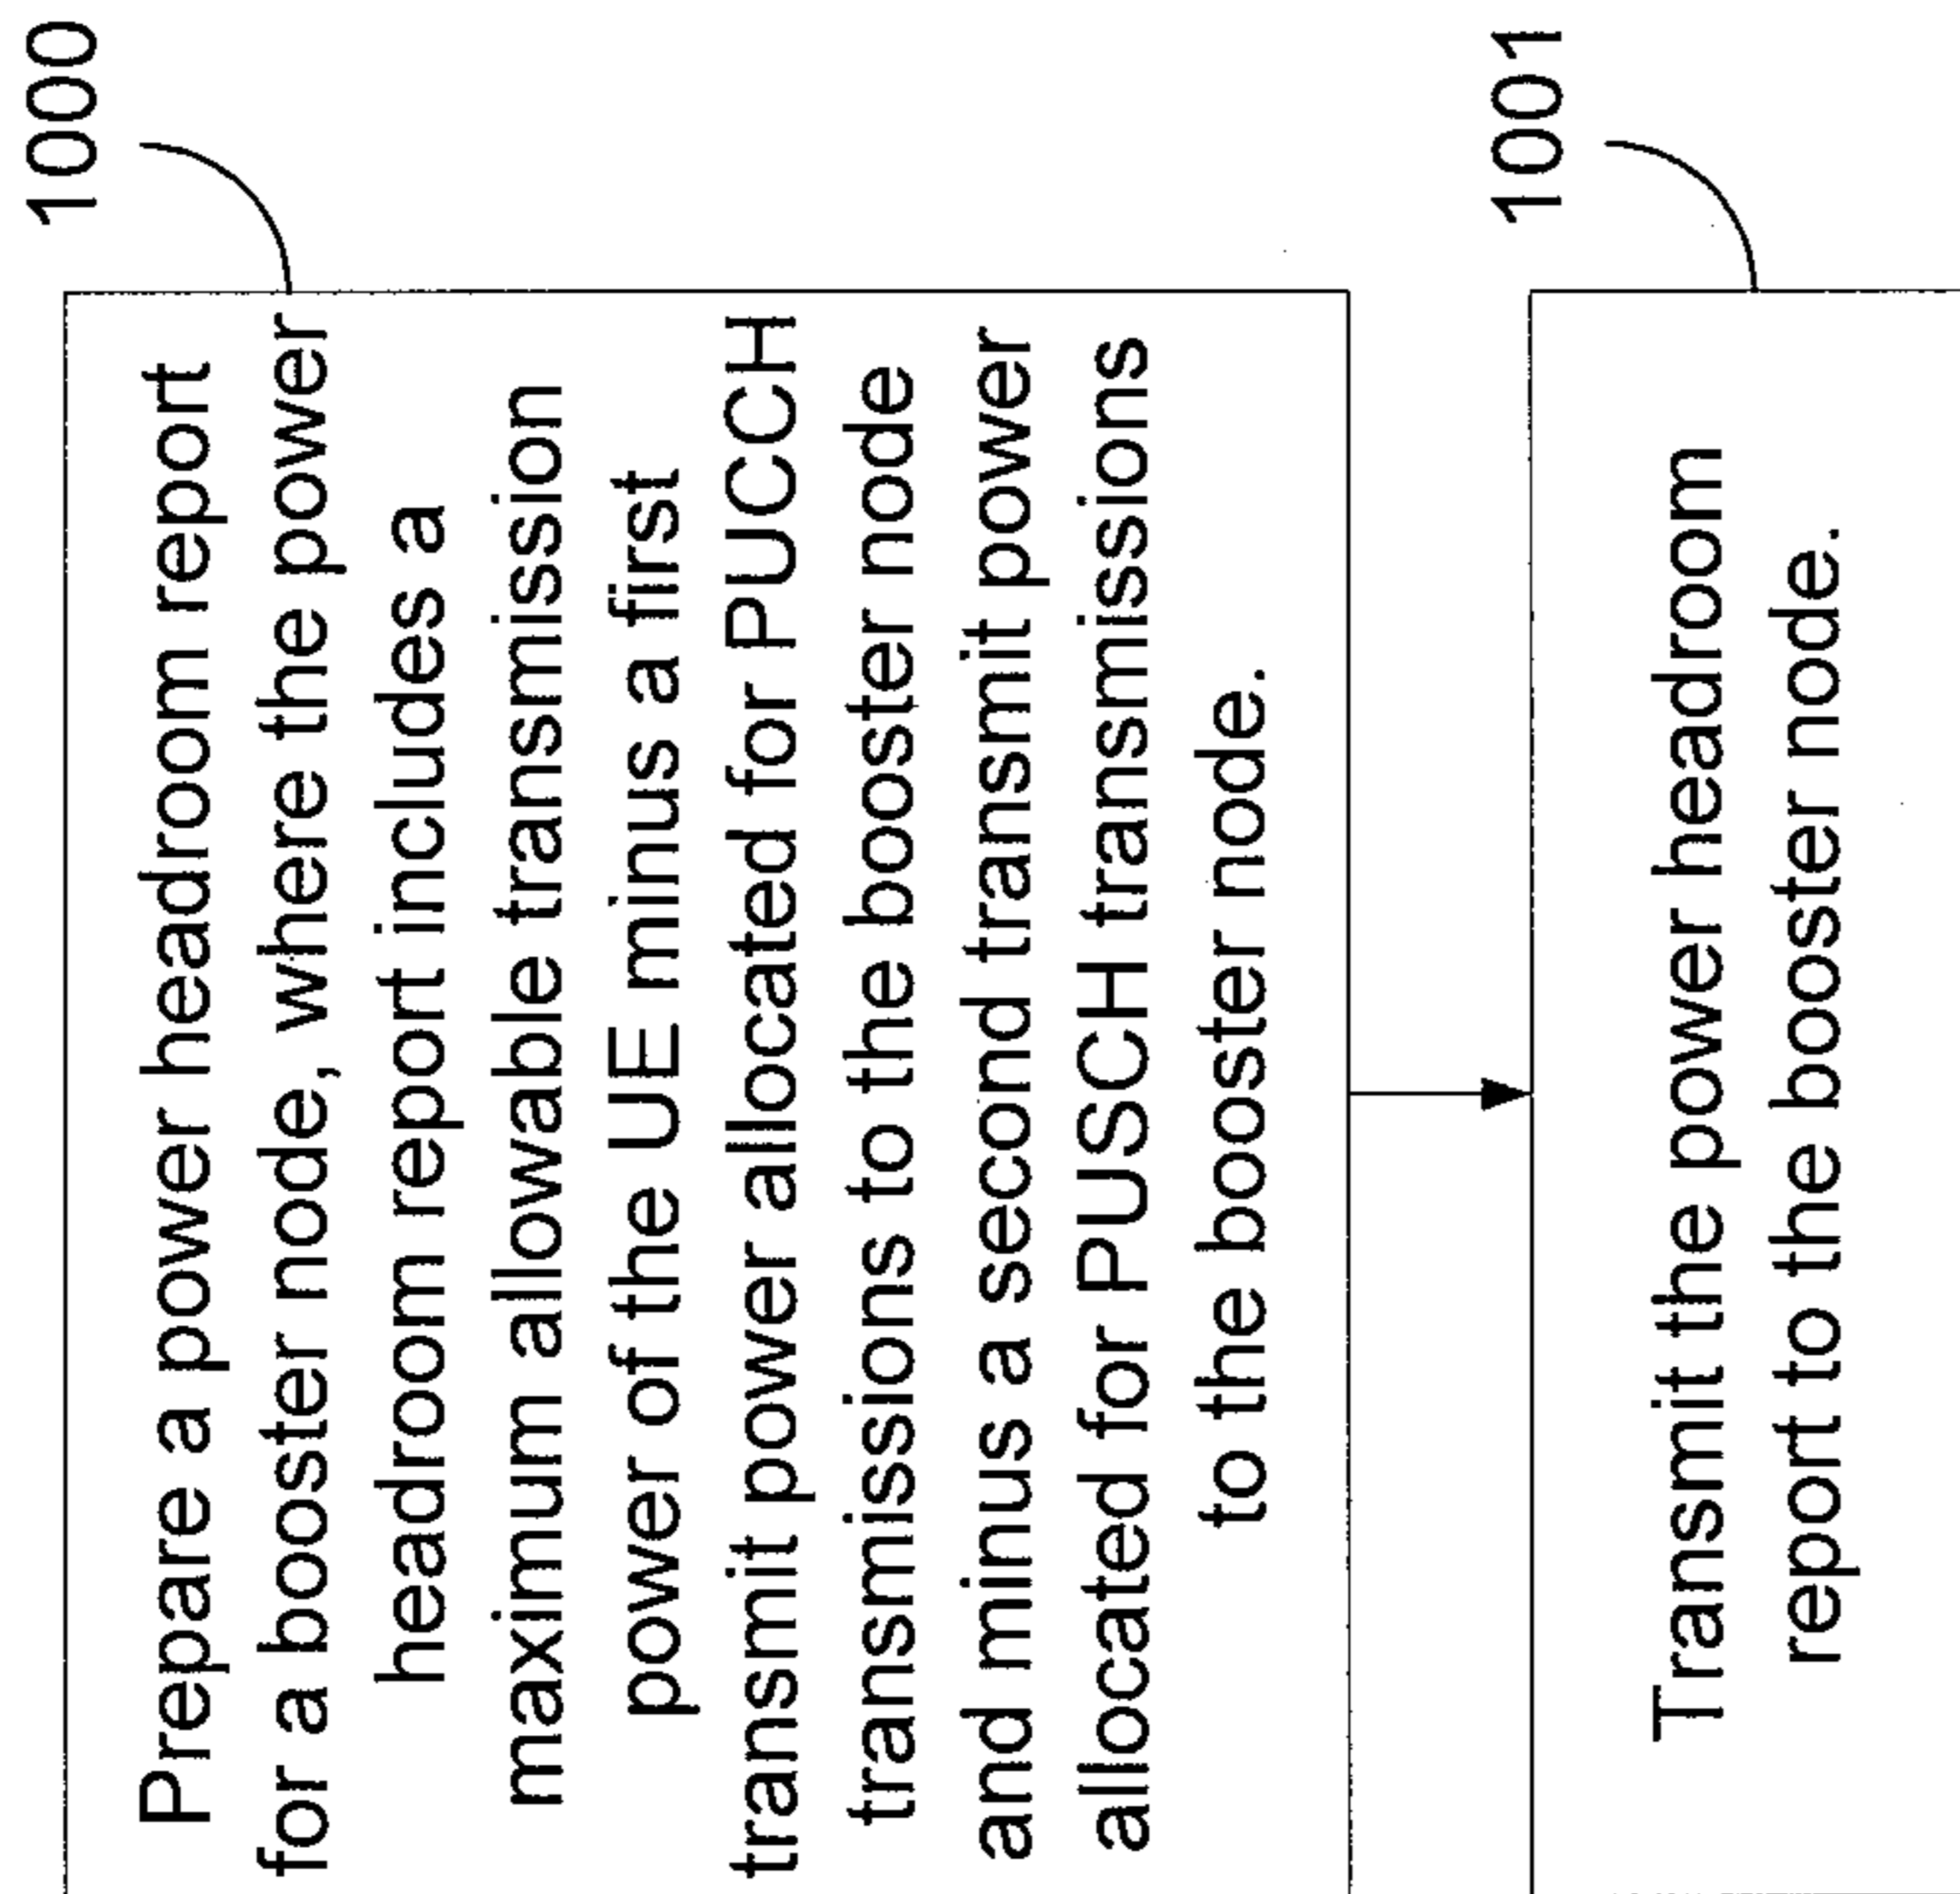 1000
Prepare a power headroom report
for a booster node, where the power
headroom report includes a
maximum allowable transmission
power of the UE minus a first
transmit power allocated for PUCCH
transmissions to the booster node
and minus a second transmit power
allocated for PUSCH transmissions
to the booster node.
1001
Transmit the power headroom
report to the booster node.